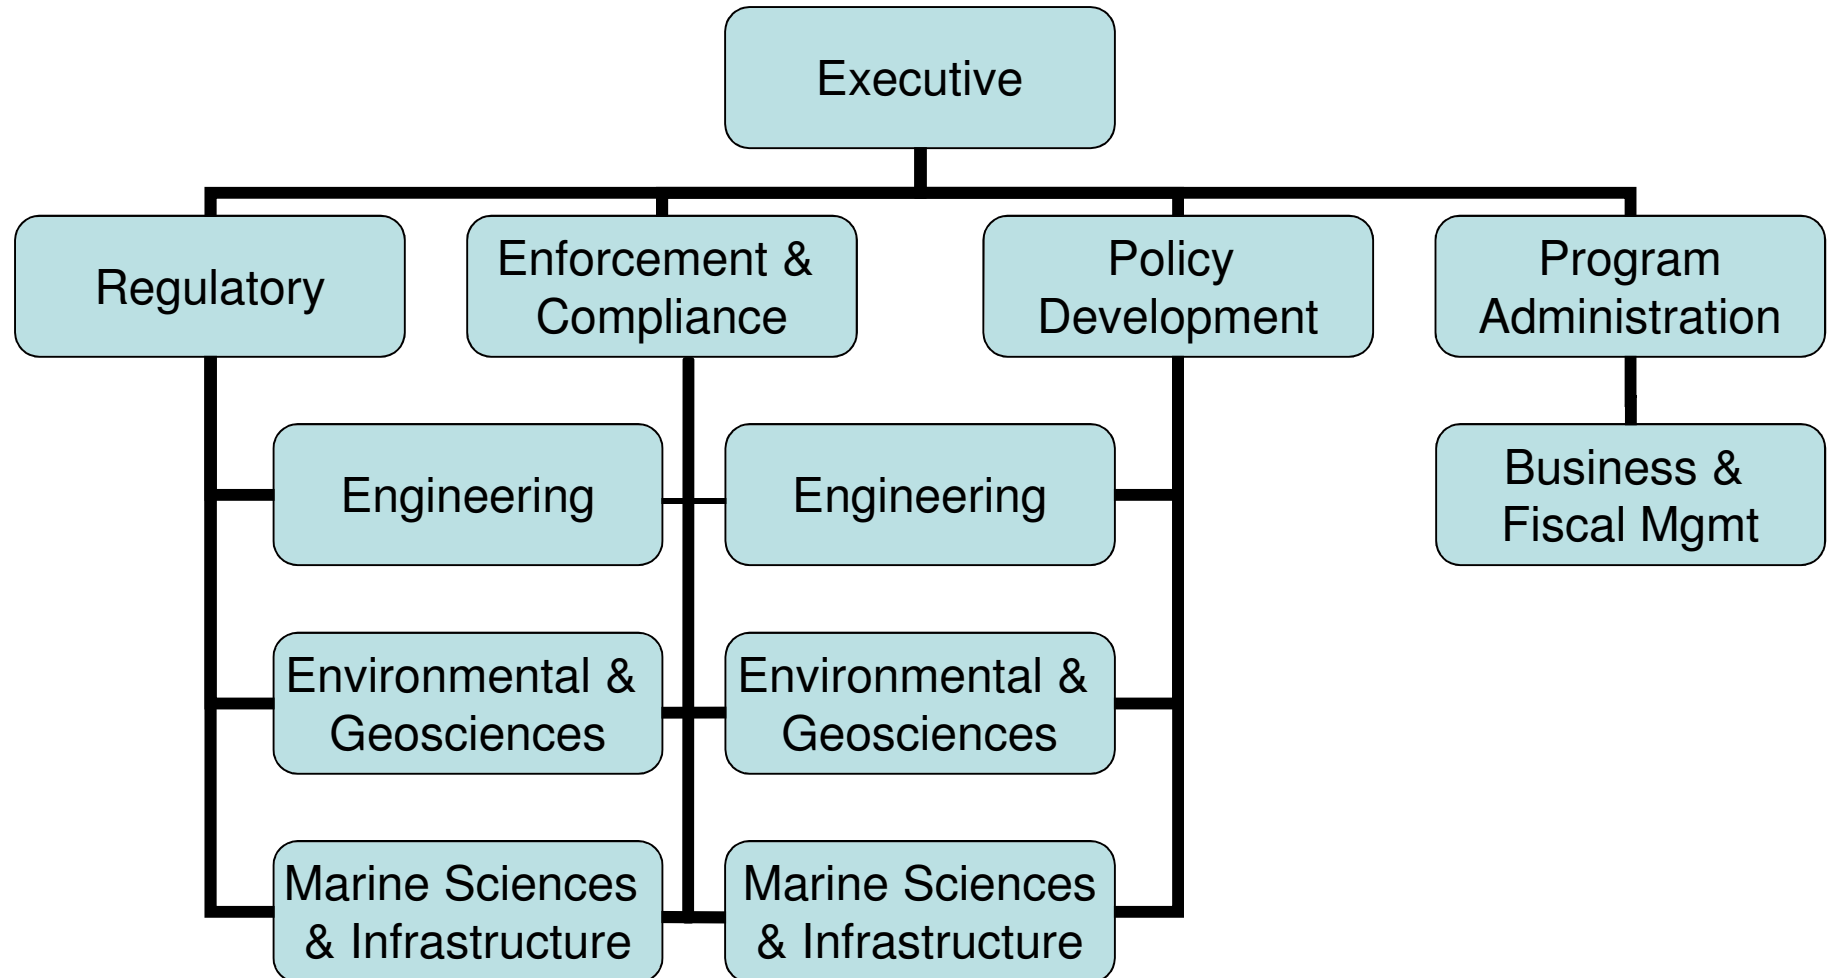 Executive
Regulatory
Enforcement &
Compliance
Policy
Development
Program
Administration
Engineering
Engineering
Business &
Fiscal Mgmt
Environmental &
Geosciences
Environmental &
Geosciences
Marine Sciences
& Infrastructure
Marine Sciences
& Infrastructure